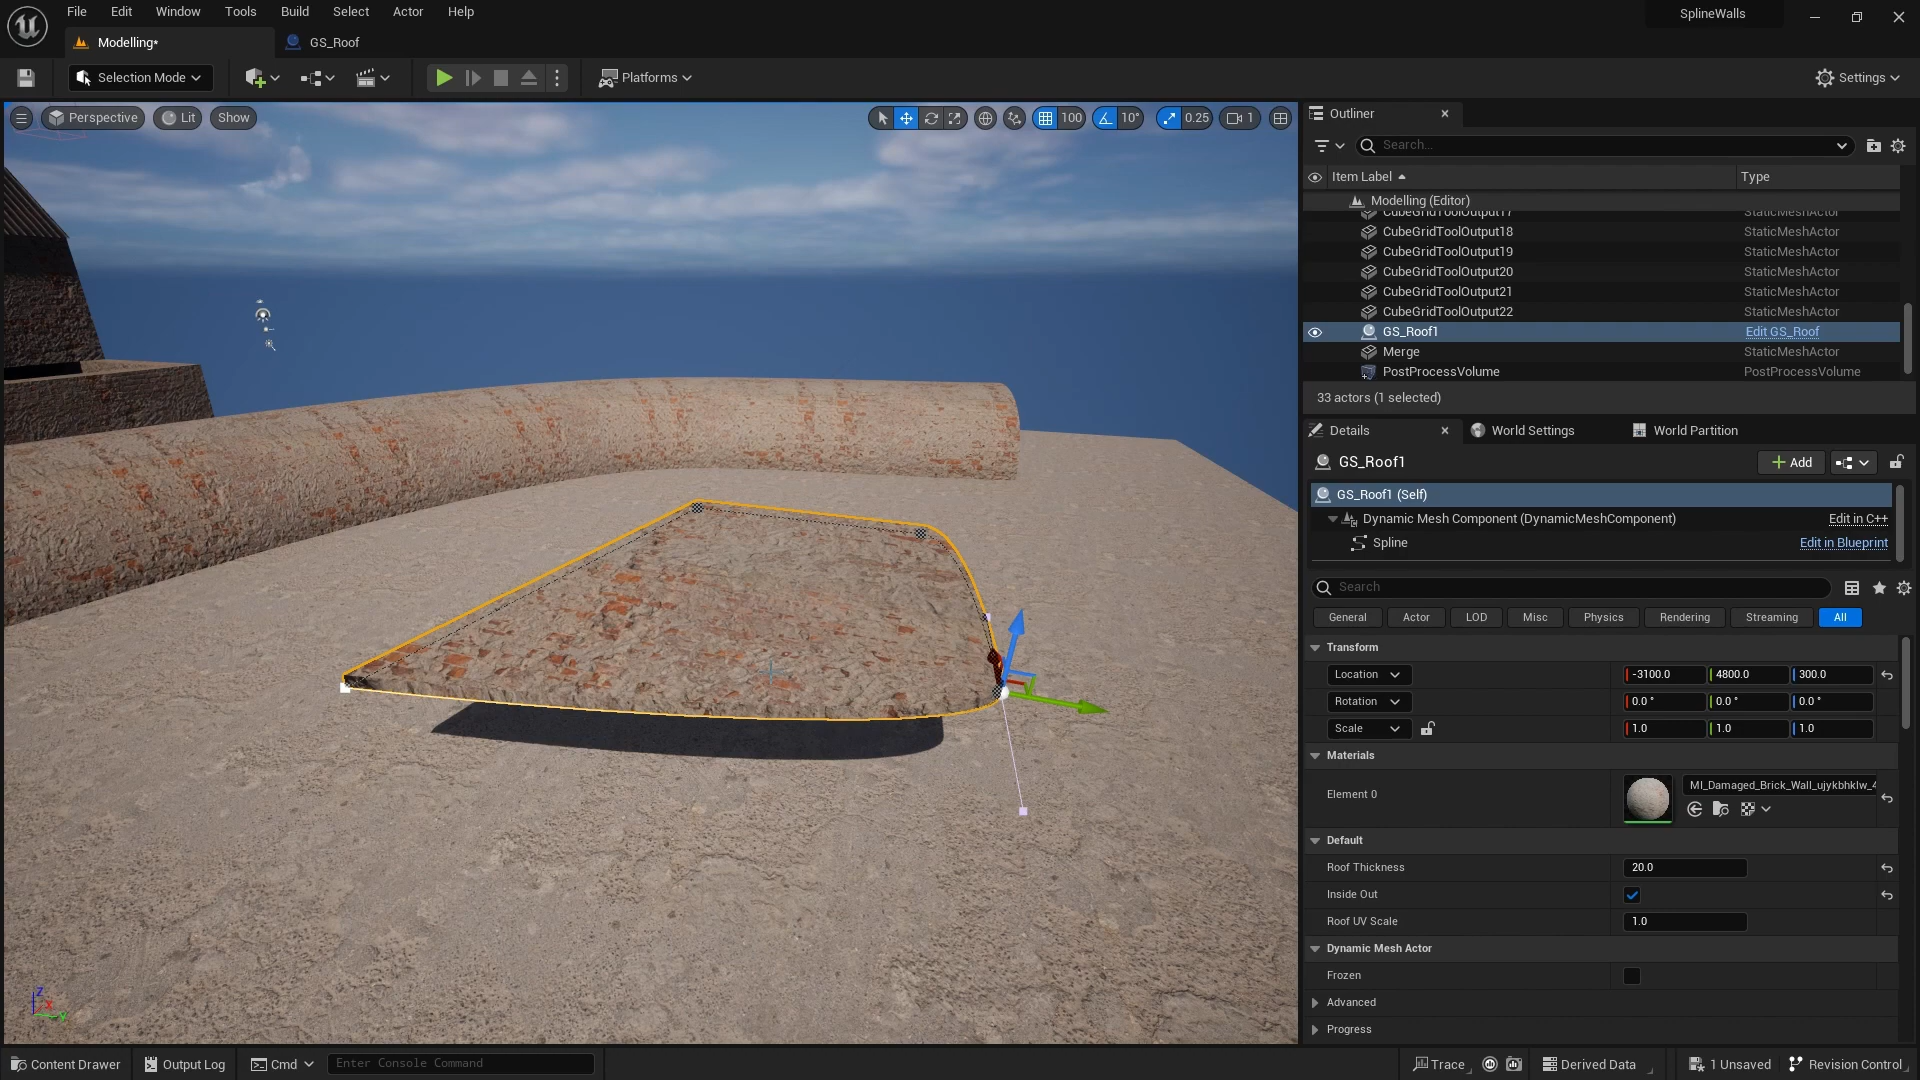 File Edit Window Tools Build Select Actor Help
SplineWalls
Modelling*
GS_Roof
Selection Mode
Platforms
Settings
Perspective
Lit
Show
100
10°
0.25
1
Outliner
Search...
Item Label
Type
Modelling (Editor)
CubeGridToolOutput17 StaticMeshActor
CubeGridToolOutput18 StaticMeshActor
CubeGridToolOutput19 StaticMeshActor
CubeGridToolOutput20 StaticMeshActor
CubeGridToolOutput21 StaticMeshActor
CubeGridToolOutput22 StaticMeshActor
GS_Roof1 Edit GS_Roof
Merge StaticMeshActor
PostProcessVolume PostProcessVolume
33 actors (1 selected)
Details
World Settings
World Partition
GS_Roof1
Add
GS_Roof1 (Self)
Dynamic Mesh Component (DynamicMeshComponent) Edit in C++
Spline Edit in Blueprint
Search
General Actor LOD Misc Physics Rendering Streaming All
Transform
Location -3100.0 4800.0 300.0
Rotation 0.0 ° 0.0 ° 0.0 °
Scale 1.0 1.0 1.0
Materials
Element 0
MI_Damaged_Brick_Wall_ujykbhklw_4
Default
Roof Thickness 20.0
Inside Out
Roof UV Scale 1.0
Dynamic Mesh Actor
Frozen
Advanced
Progress
Z
X
Y
Content Drawer
Output Log
Cmd
Enter Console Command
Trace
Derived Data
1 Unsaved
Revision Control